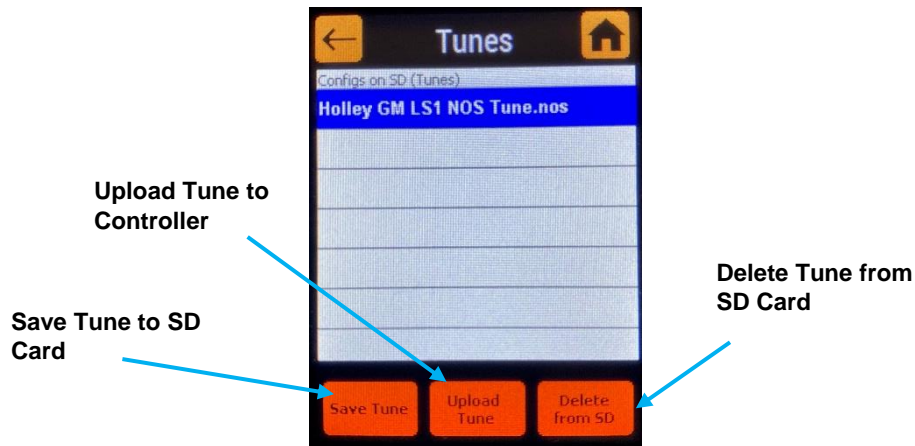 Tunes
Configs on SD (Tunes)
Holley GM LS1 NOS Tune.nos
Upload Tune to
Controller
Delete Tune from
SD Card
Save Tune to SD
Card
Save Tune
Upload
Tune
Delete
from SD